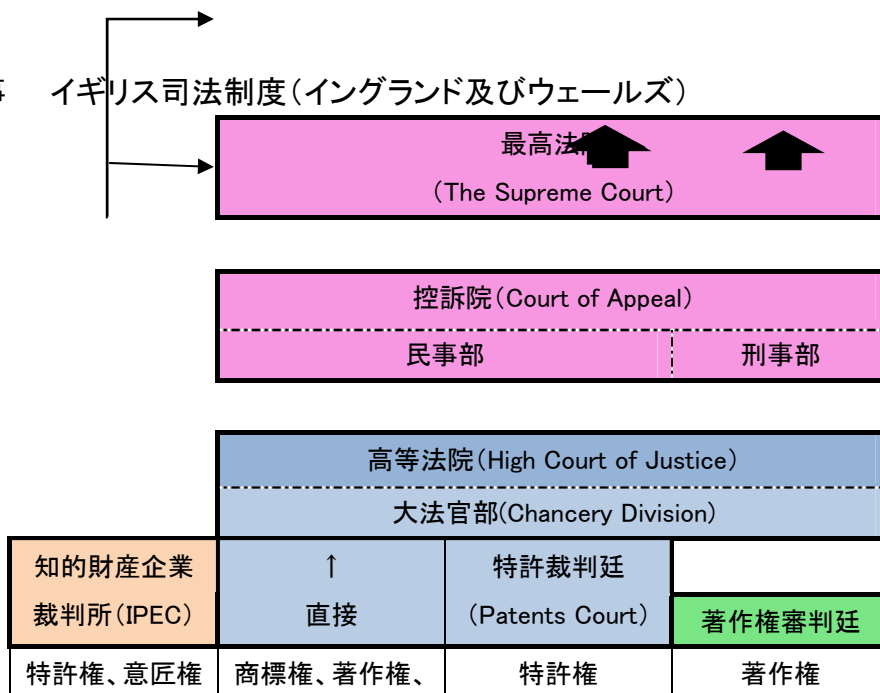 イギリス司法制度(イングランド及びウェールズ)
最高法
(The Supreme Court)
控訴院(Court of Appeal)
民事部 刑事部
高等法院(High Court of Justice)
大法官部(Chancery Division)
知的財産企業 ↑ 特許裁判廷
裁判所(IPEC) 直接 (Patents Court) 著作権審判廷
特許権、意匠権 商標権、著作権、 特許権 著作権